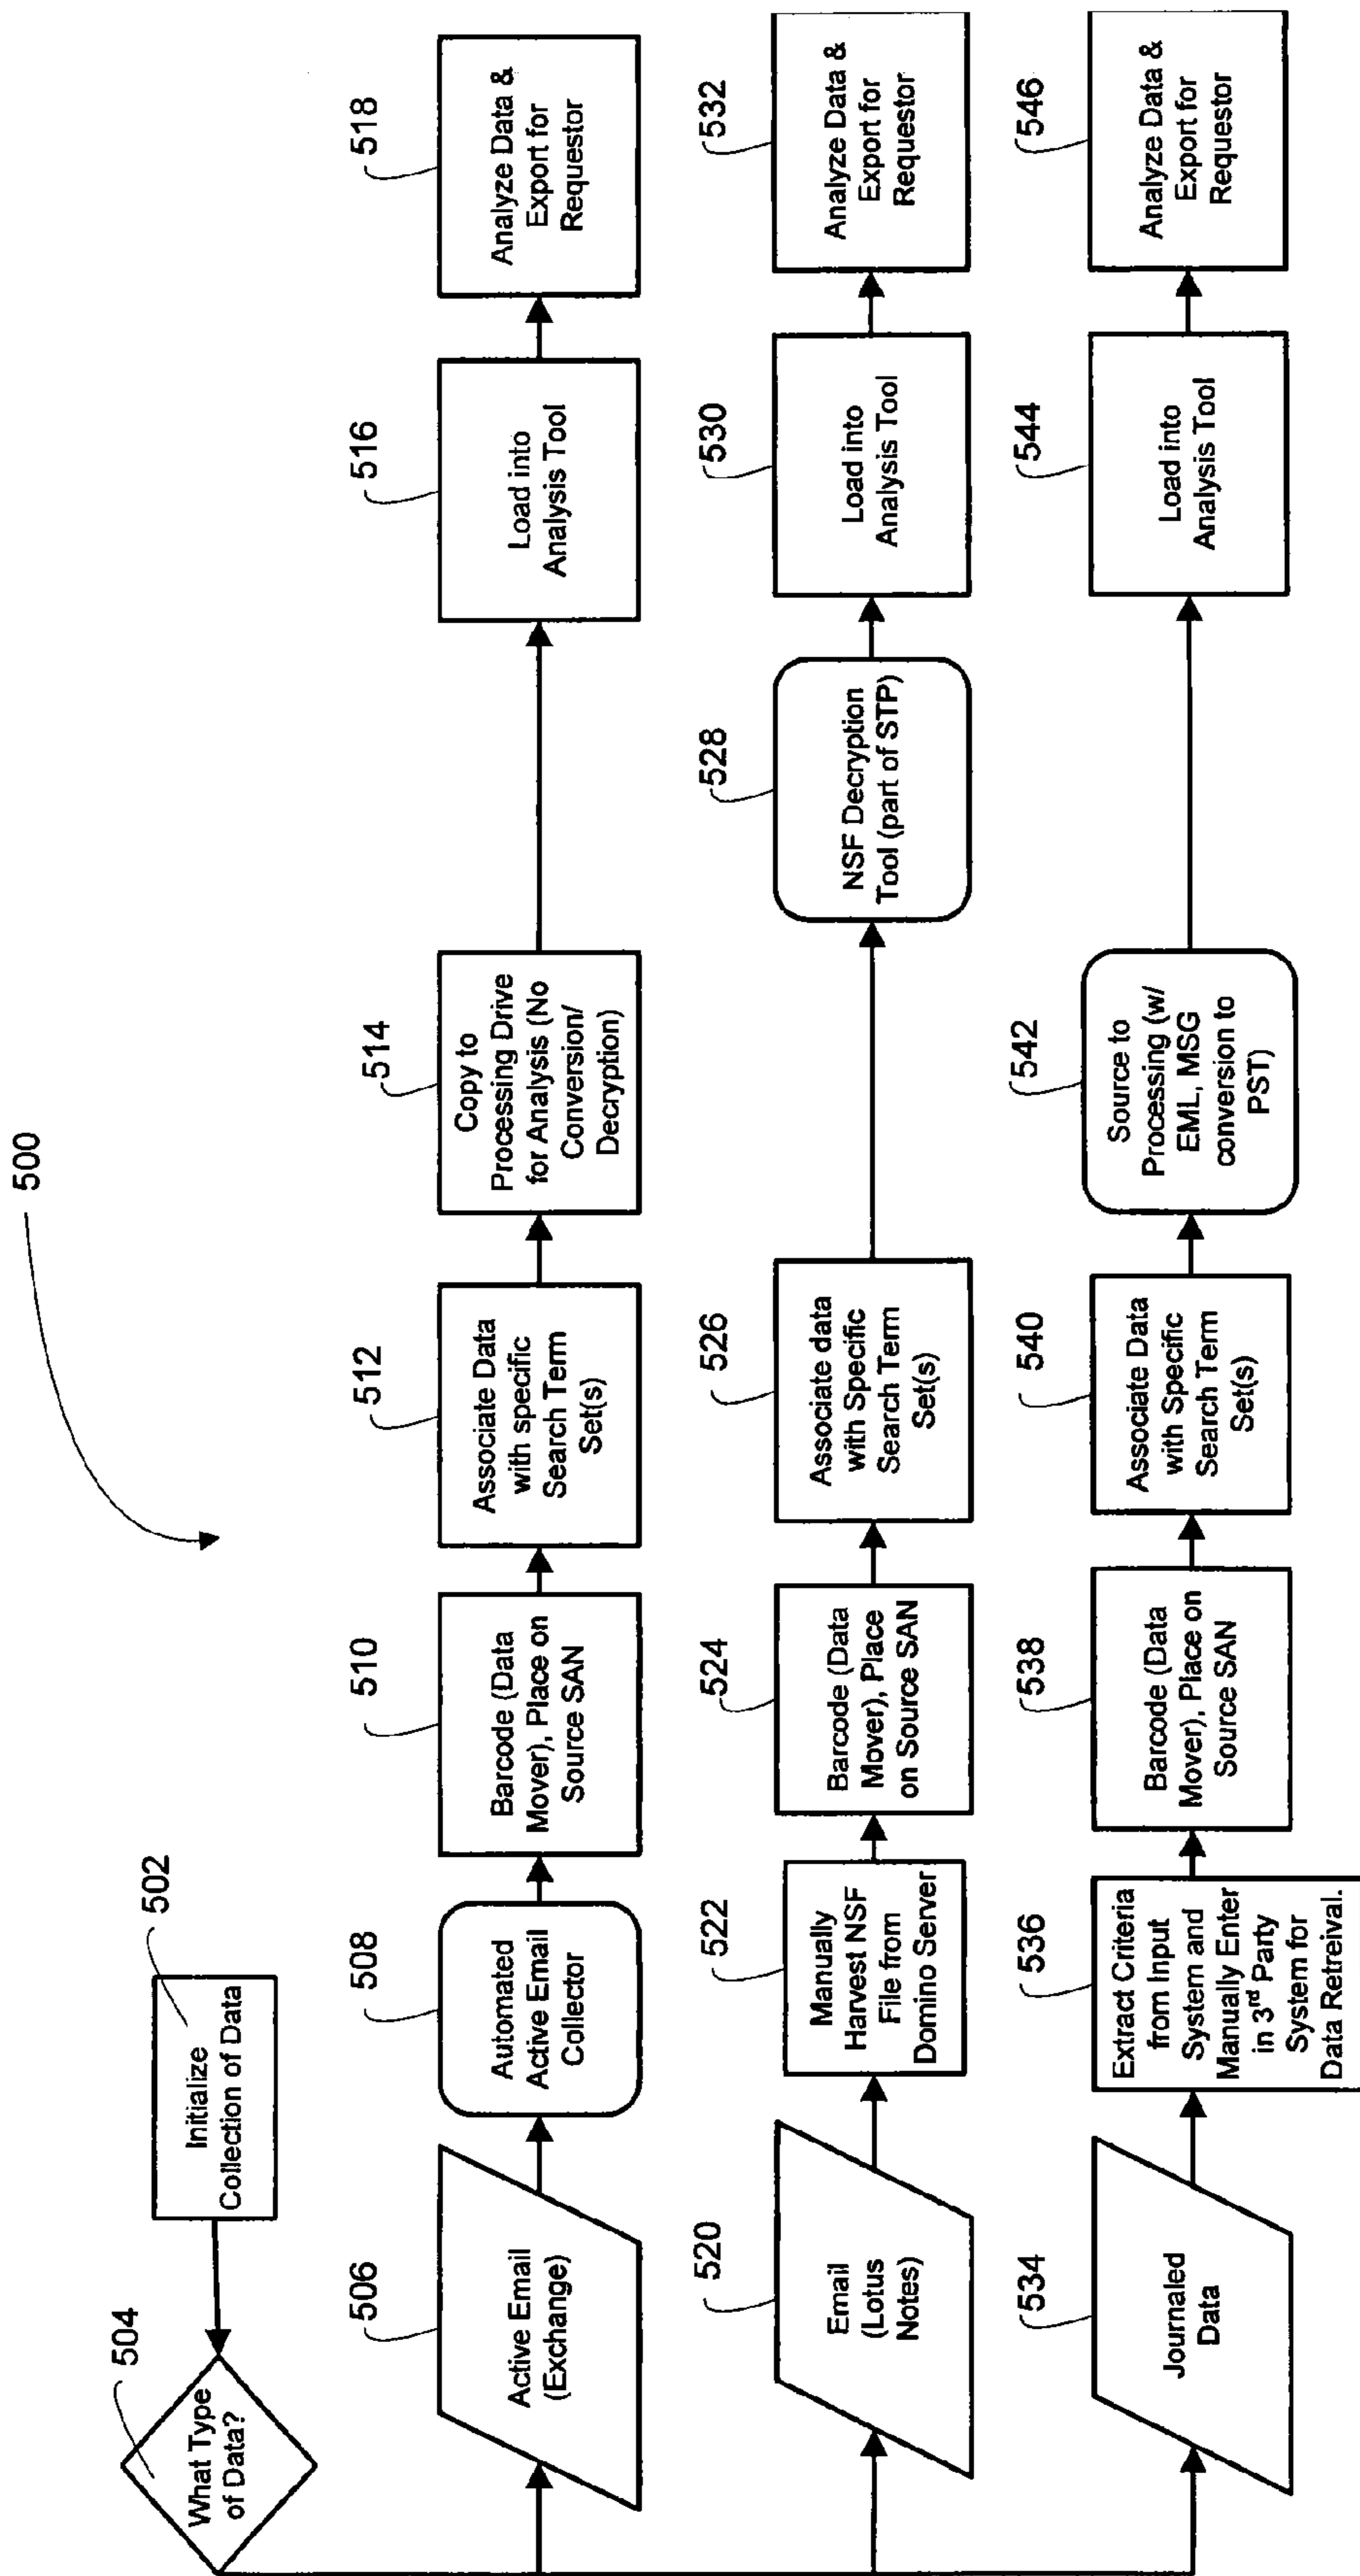 500
502
Initialize
Collection of Data
504
What Type
of Data?
506
Active Email
(Exchange)
508
Automated
Active Email
Collector
510
Barcode (Data
Mover), Place on
Source SAN
512
Associate Data
with specific
Search Term
Set(s)
514
Copy to
Processing Drive
for Analysis (No
Conversion/
Decryption)
516
Load into
Analysis Tool
518
Analyze Data &
Export for
Requestor
520
Email
(Lotus
Notes)
522
Manually
Harvest NSF
File from
Domino Server
524
Barcode (Data
Mover), Place
on Source SAN
526
Associate data
with Specific
Search Term
Set(s)
528
NSF Decryption
Tool (part of STP)
530
Load into
Analysis Tool
532
Analyze Data &
Export for
Requestor
534
Journaled
Data
536
Extract Criteria
from Input
System and
Manually Enter
in 3rd Party
System for
Data Retreival.
538
Barcode (Data
Mover), Place on
Source SAN
540
Associate Data
with Specific
Search Term
Set(s)
542
Source to
Processing (w/
EML, MSG
conversion to
PST)
544
Load into
Analysis Tool
546
Analyze Data &
Export for
Requestor